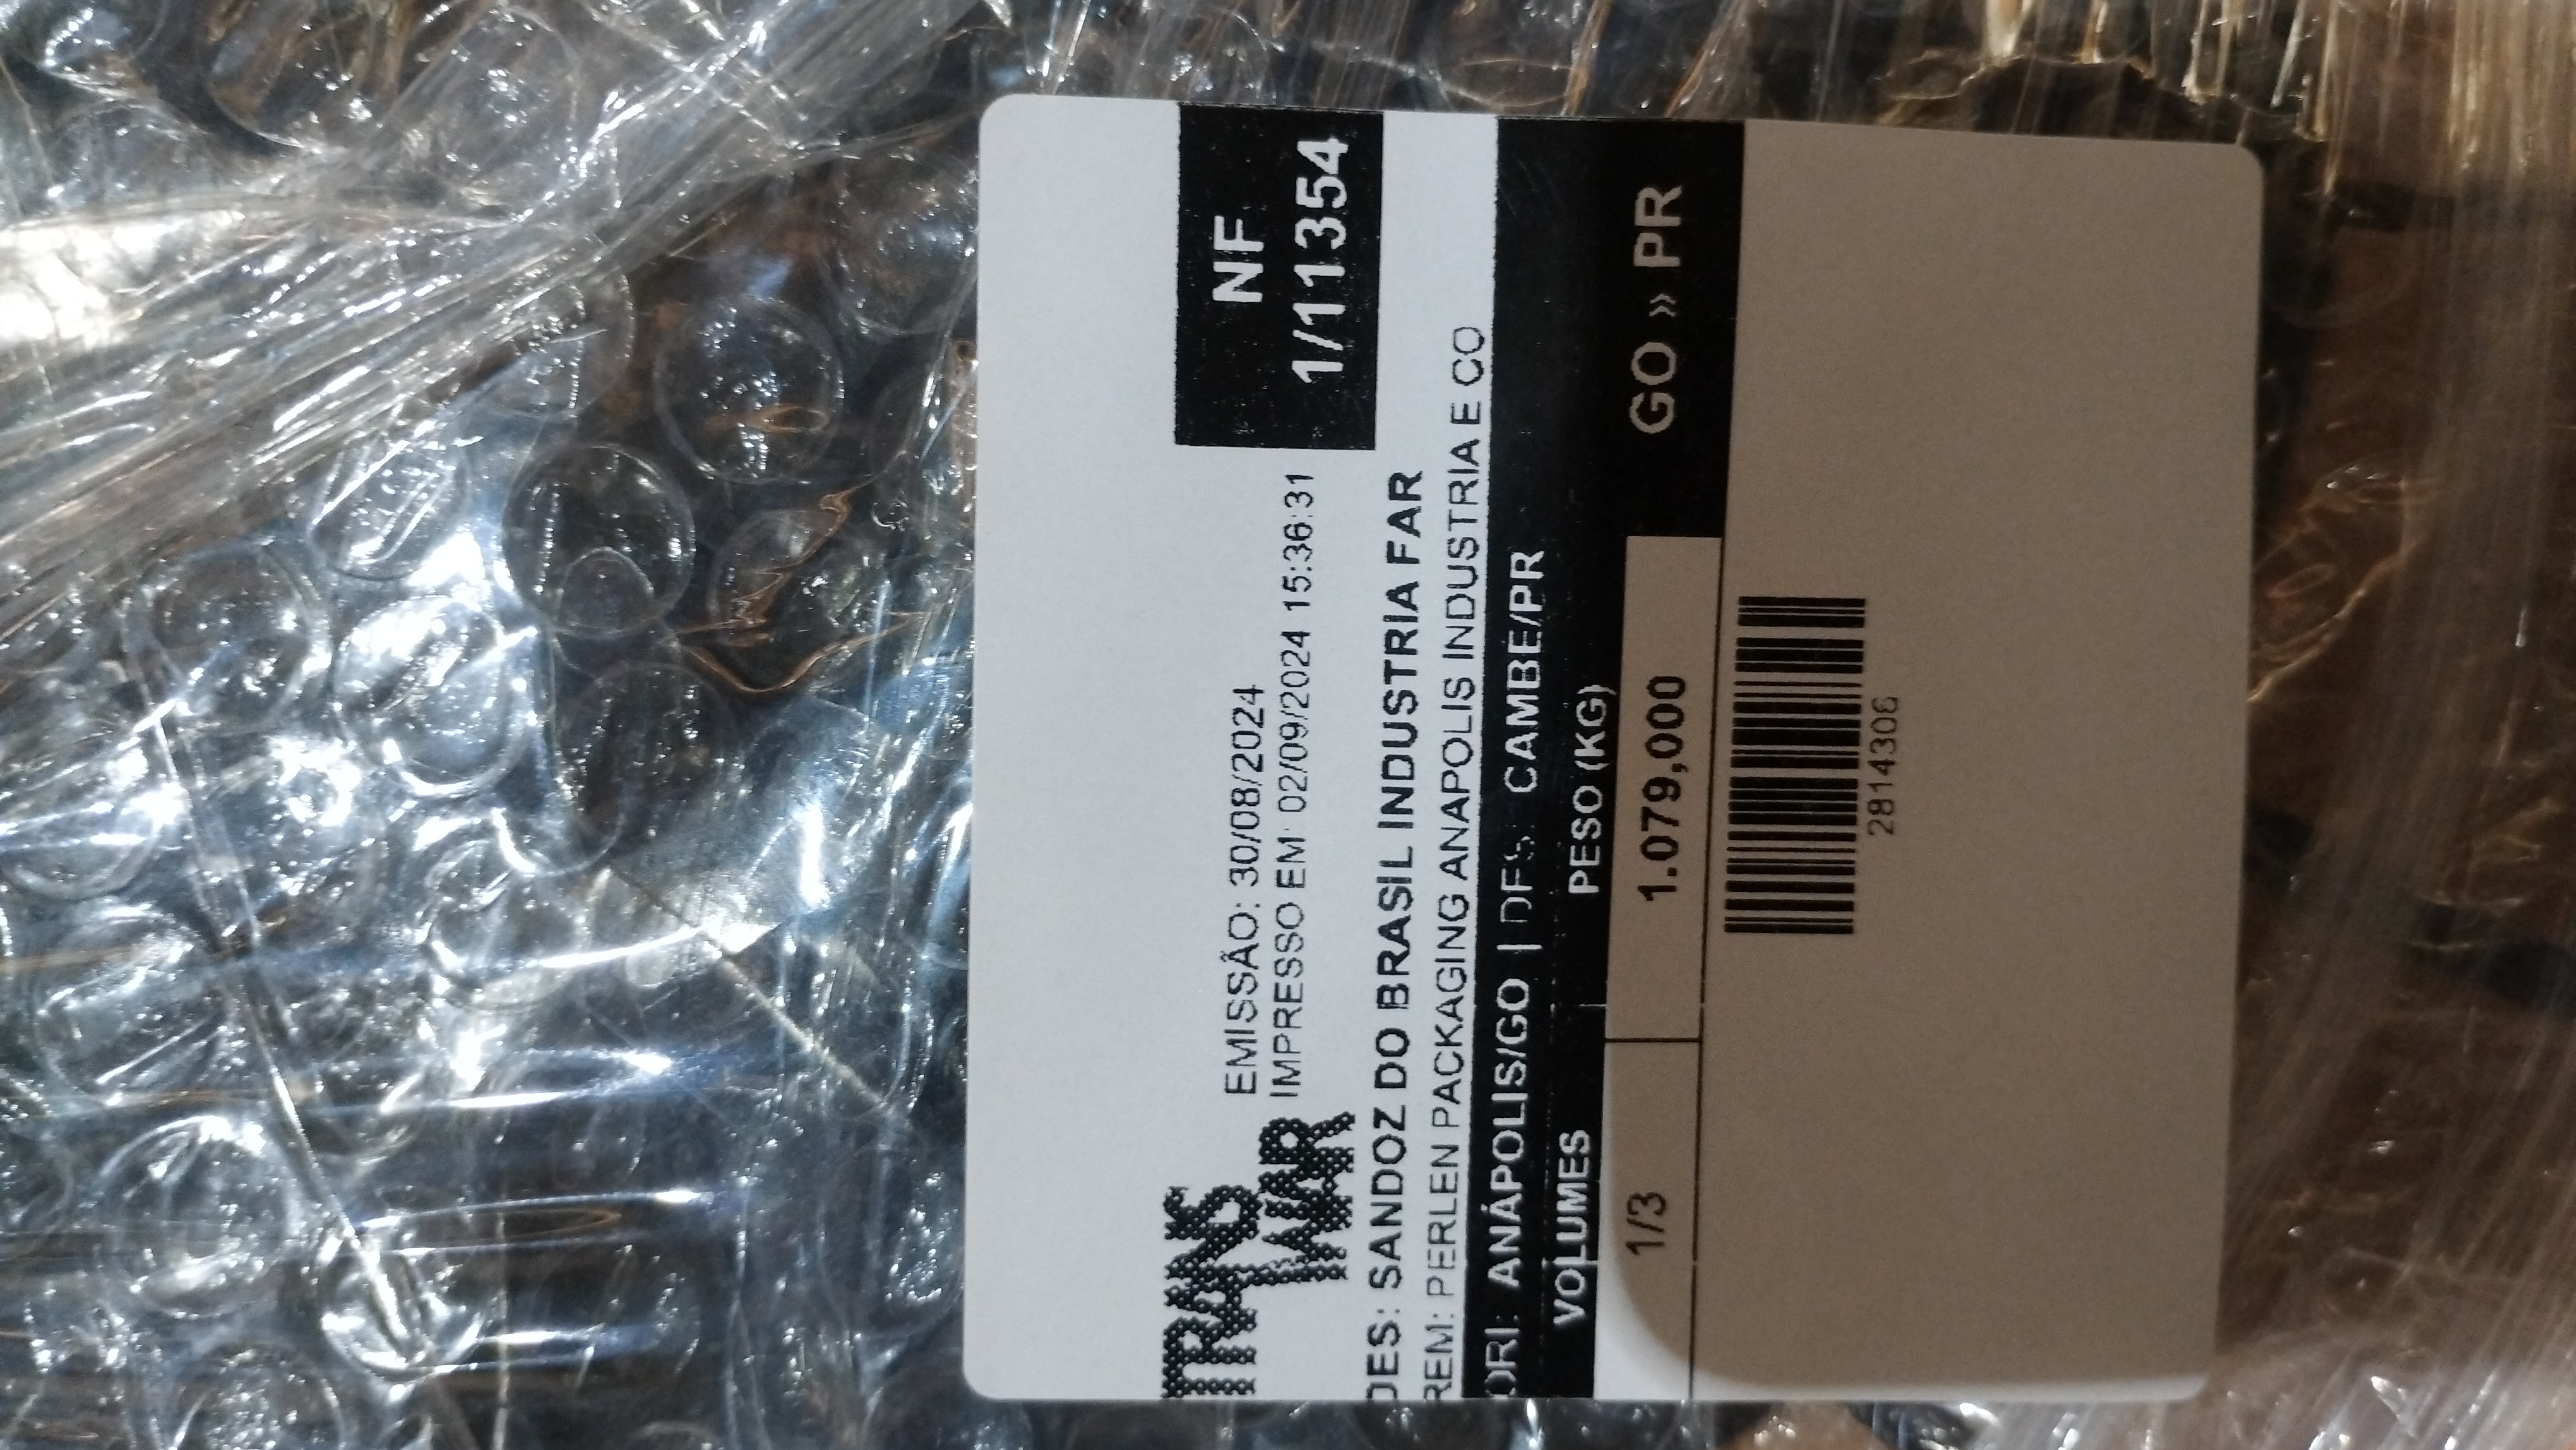 TRANS
IWAR
EMISSÃO: 30/08/2024
IMPRESSO EM: 02/09/2024 15:36:31
NF
1/11354
DES: SANDOZ DO BRASIL INDUSTRIA FAR
REM: PERLEN PACKAGING ANAPOLIS INDUSTRIA E CO
ORI: ANÁPOLIS/GO | DES: CAMBE/PR
VOLUMES PESO (KG)
1/3 1.079,000 GO » PR
28143086